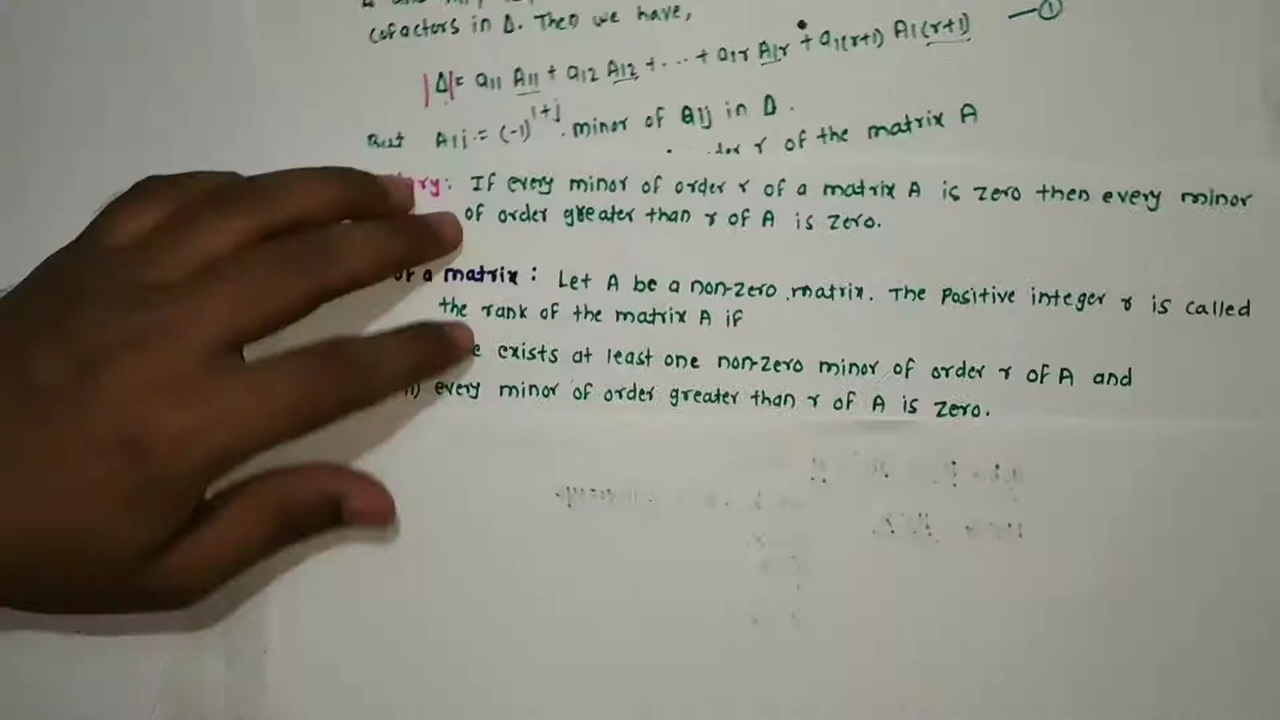 cofactors in Δ. Then we have,
|Δ|= a11 A11 + a12 A12 + ... + a1r A1r + a1(r+1) A1(r+1) —①
But A1j = (-1)^1+j . minor of a1j in Δ.
r of the matrix A
ry: If every minor of order r of a matrix A is zero then every minor
of order greater than r of A is zero.
of a matrix: Let A be a non-zero matrix. The Positive integer r is called
the rank of the matrix A if
e exists at least one non-zero minor of order r of A and
ii) every minor of order greater than r of A is zero.